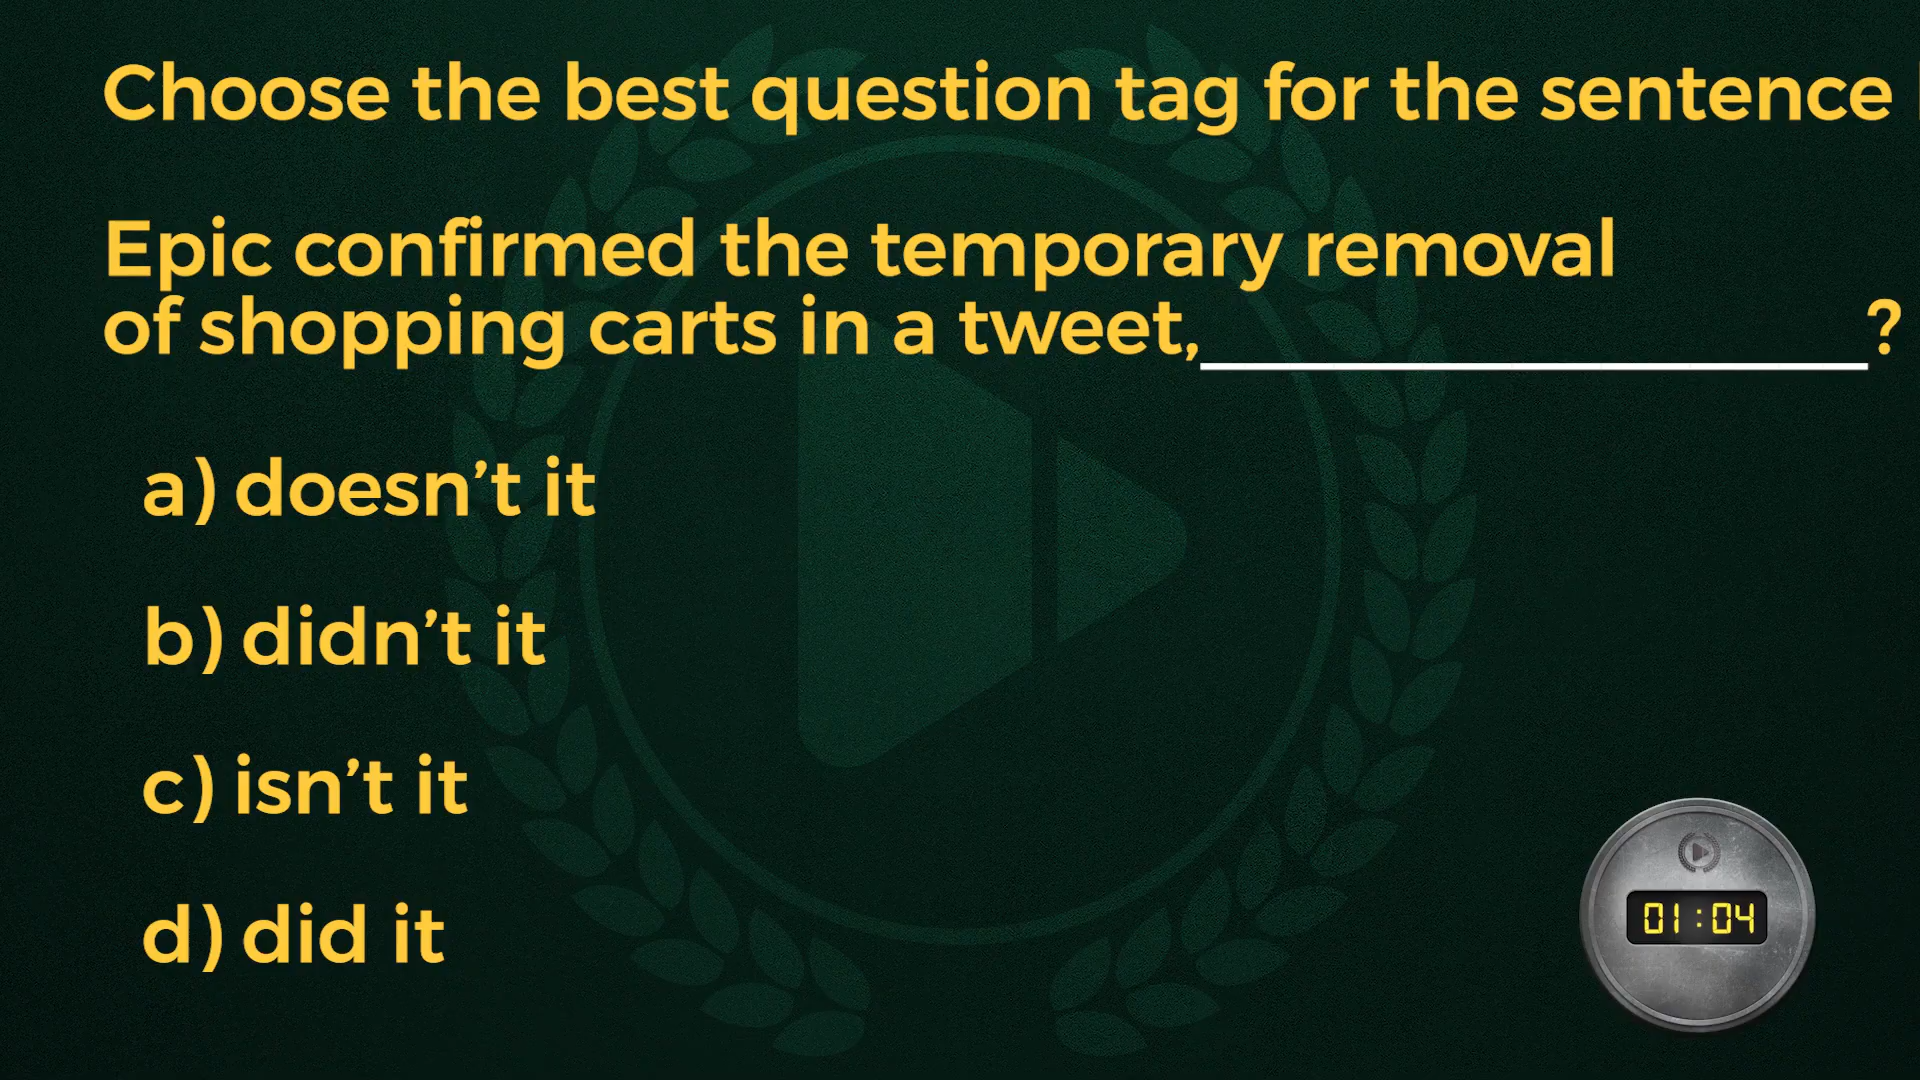 Choose the best question tag for the sentence
Epic confirmed the temporary removal
of shopping carts in a tweet,____________________?
a) doesn’t it
b) didn’t it
c) isn’t it
d) did it
01:04